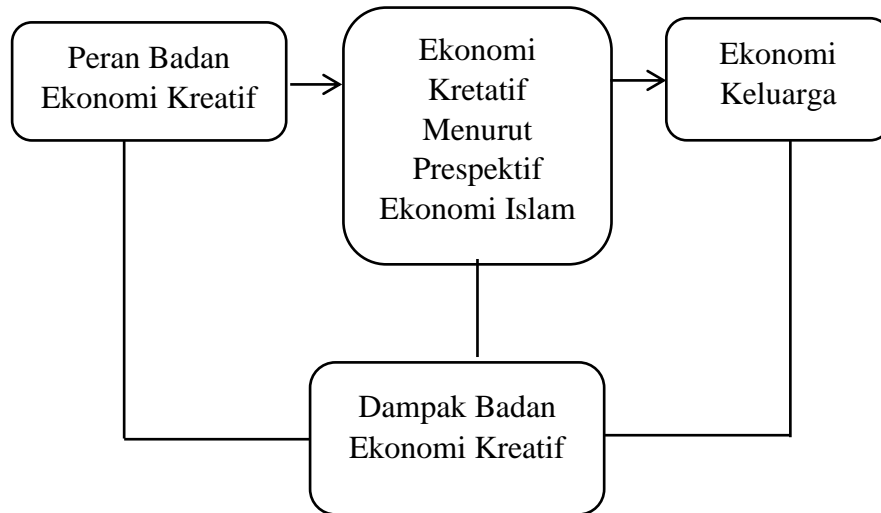 Peran Badan
Ekonomi Kreatif
Ekonomi
Kretatif
Menurut
Prespektif
Ekonomi Islam
Ekonomi
Keluarga
Dampak Badan
Ekonomi Kreatif